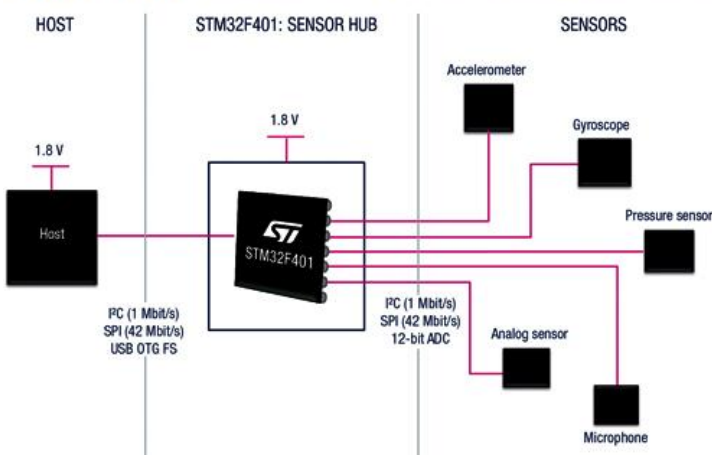 HOST
STM32F401: SENSOR HUB
SENSORS
Accelerometer
1.8 V
Gyroscope
1.8 V
Pressure sensor
Host
ST
STM32F401
I²C (1 Mbit/s)
SPI (42 Mbit/s)
USB OTG FS
I²C (1 Mbit/s)
SPI (42 Mbit/s)
12-bit ADC
Analog sensor
Microphone